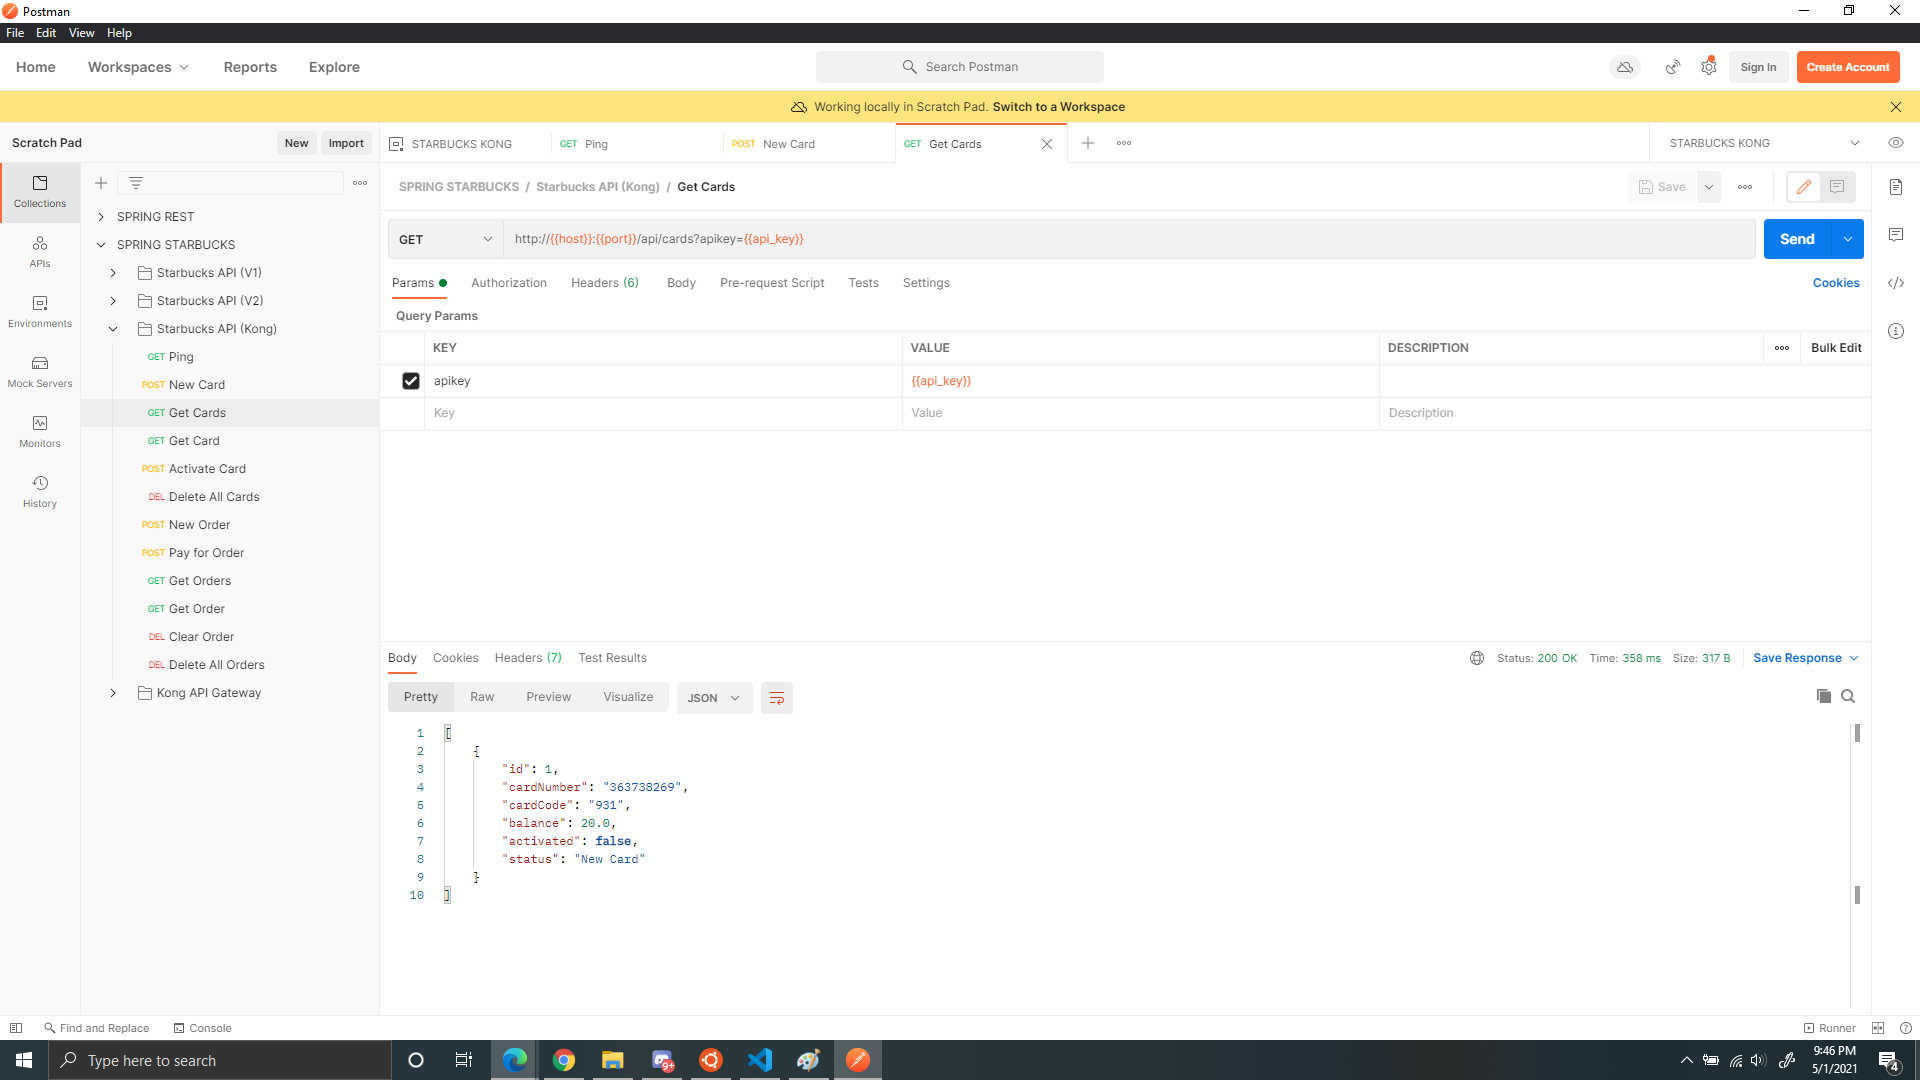 Postman
File Edit View Help
Home Workspaces Reports Explore Search Postman Sign In Create Account
Working locally in Scratch Pad. Switch to a Workspace
Scratch Pad New Import STARBUCKS KONG GET Ping POST New Card GET Get Cards STARBUCKS KONG
SPRING STARBUCKS / Starbucks API (Kong) / Get Cards Save
GET http://{{host}}:{{port}}/api/cards?apikey={{api_key}} Send
Params Authorization Headers (6) Body Pre-request Script Tests Settings Cookies
Query Params
KEY VALUE DESCRIPTION Bulk Edit
apikey {{api_key}}
Key Value Description
Collections
APIs
Environments
Mock Servers
Monitors
History
SPRING REST
SPRING STARBUCKS
Starbucks API (V1)
Starbucks API (V2)
Starbucks API (Kong)
GET Ping
POST New Card
GET Get Cards
GET Get Card
POST Activate Card
DEL Delete All Cards
POST New Order
POST Pay for Order
GET Get Orders
GET Get Order
DEL Clear Order
DEL Delete All Orders
Kong API Gateway
Body Cookies Headers (7) Test Results Status: 200 OK Time: 358 ms Size: 317 B Save Response
Pretty Raw Preview Visualize JSON
1 [
2 {
3 "id": 1,
4 "cardNumber": "363738269",
5 "cardCode": "931",
6 "balance": 20.0,
7 "activated": false,
8 "status": "New Card"
9 }
10 ]
Find and Replace Console Runner
Type here to search
9+
9:46 PM
5/1/2021
4